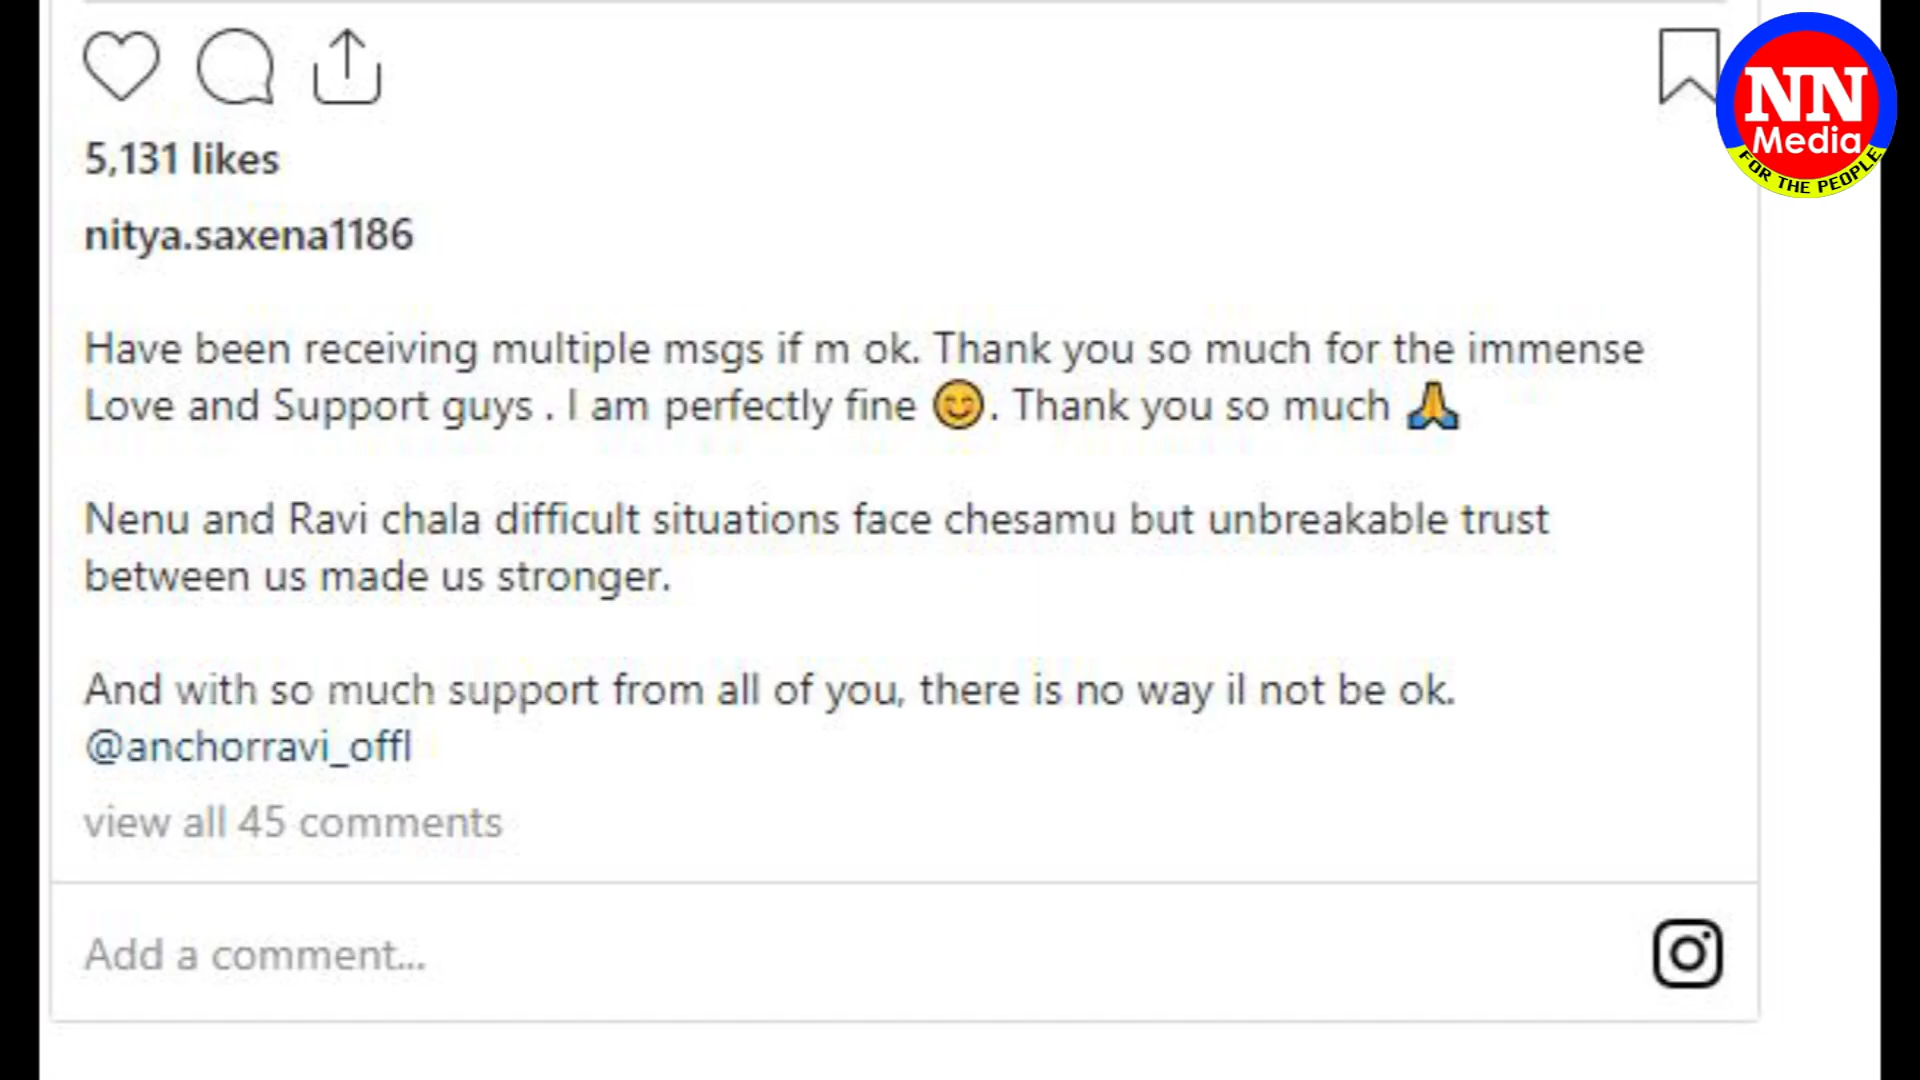 NN
Media
FOR THE PEOPLE
5,131 likes
nitya.saxena1186
Have been receiving multiple msgs if m ok. Thank you so much for the immense
Love and Support guys . I am perfectly fine 😊. Thank you so much 🙏
Nenu and Ravi chala difficult situations face chesamu but unbreakable trust
between us made us stronger.
And with so much support from all of you, there is no way il not be ok.
@anchorravi_offl
view all 45 comments
Add a comment...